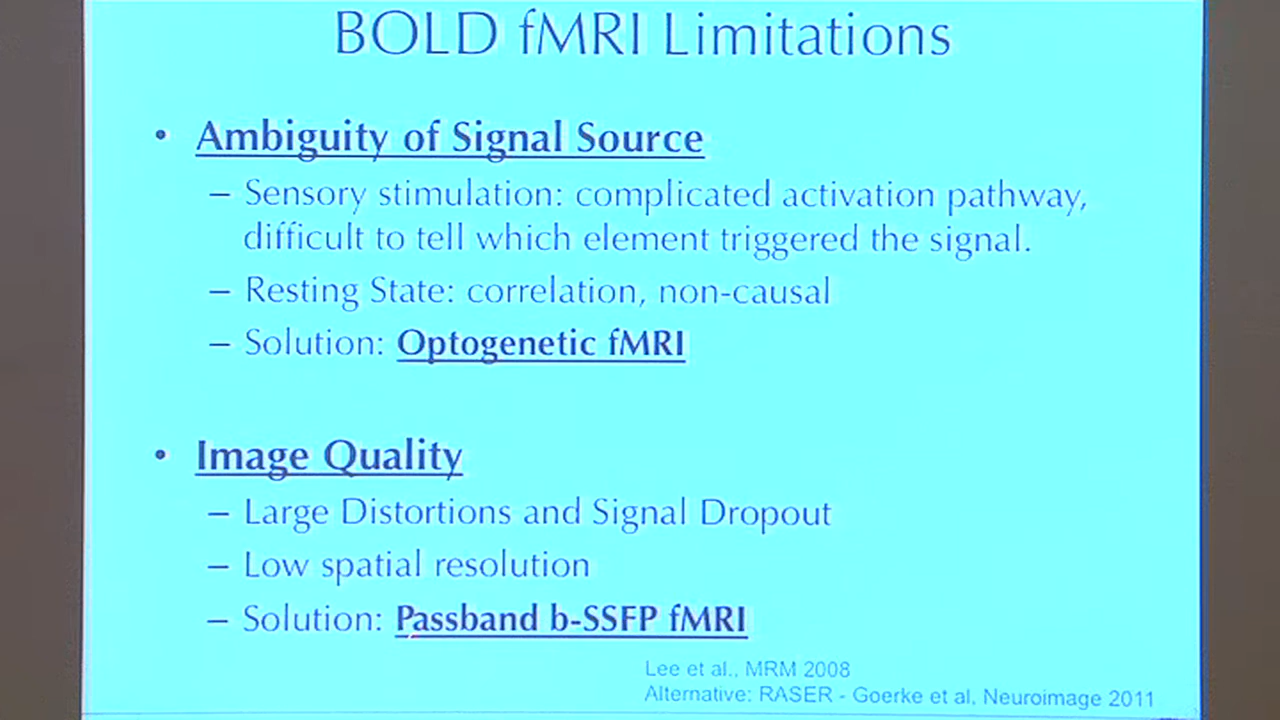 BOLD fMRI Limitations
• Ambiguity of Signal Source
– Sensory stimulation: complicated activation pathway,
difficult to tell which element triggered the signal.
– Resting State: correlation, non-causal
– Solution: Optogenetic fMRI
• Image Quality
– Large Distortions and Signal Dropout
– Low spatial resolution
– Solution: Passband b-SSFP fMRI
Lee et al., MRM 2008
Alternative: RASER - Goerke et al, Neuroimage 2011